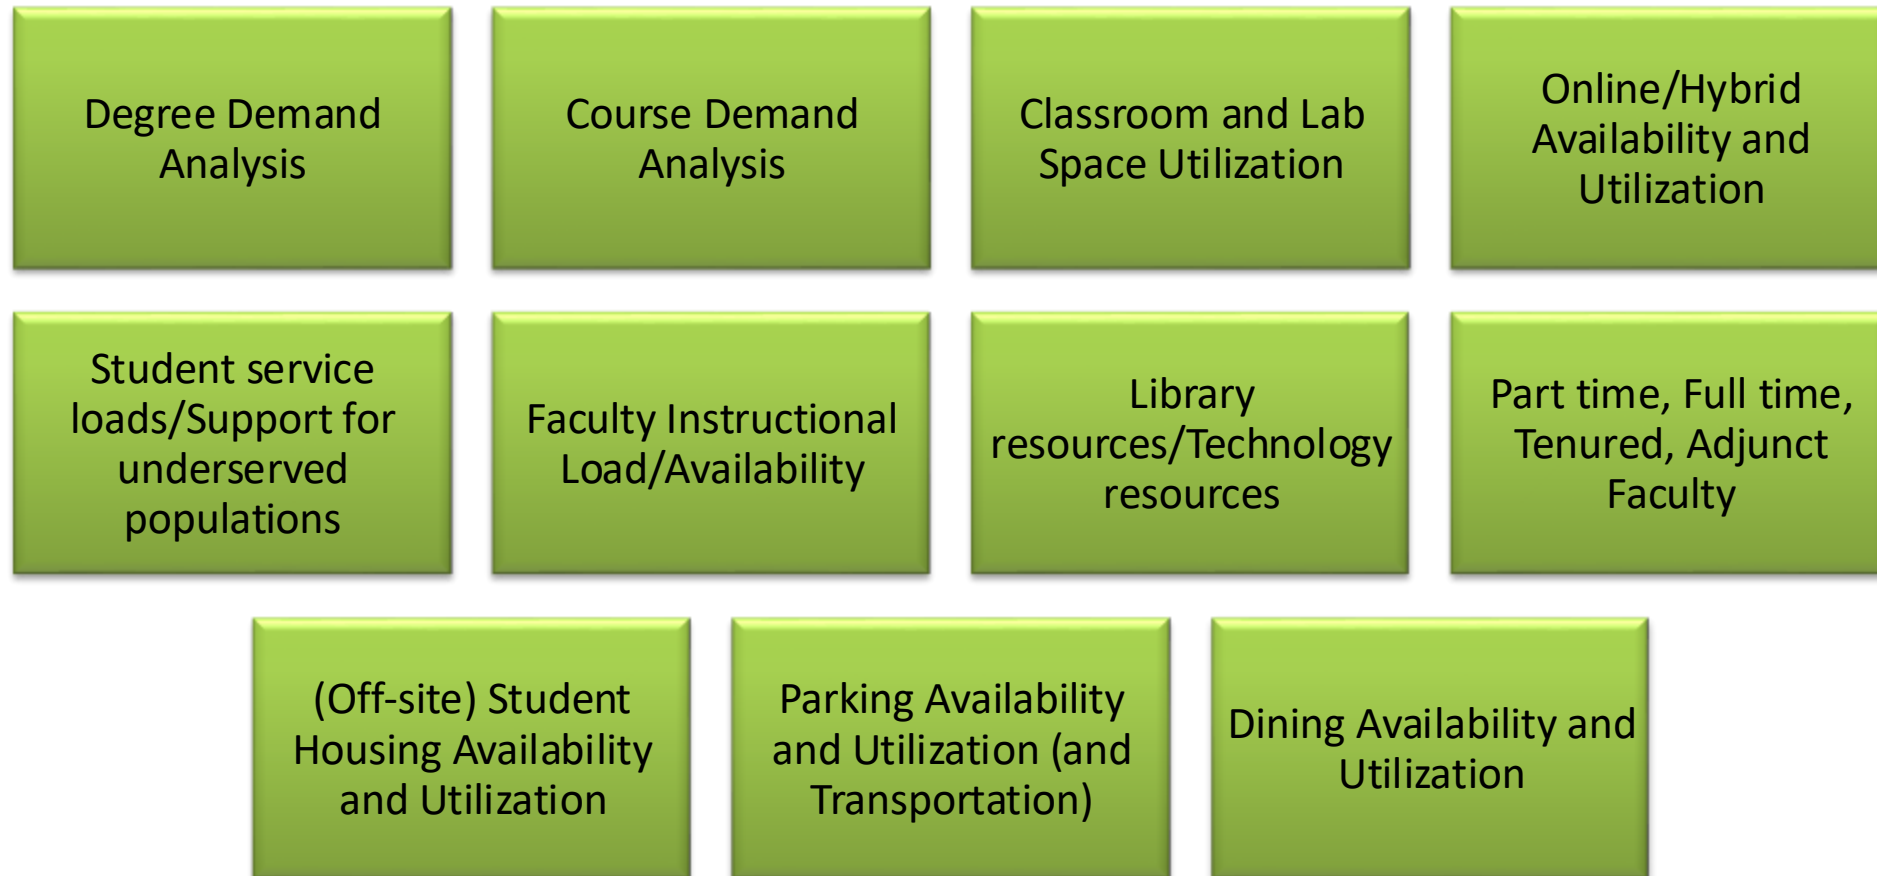 Degree Demand
Analysis
Course Demand
Analysis
Classroom and Lab
Space Utilization
Online/Hybrid
Availability and
Utilization
Student service
loads/Support for
underserved
populations
Faculty Instructional
Load/Availability
Library
resources/Technology
resources
Part time, Full time,
Tenured, Adjunct
Faculty
(Off-site) Student
Housing Availability
and Utilization
Parking Availability
and Utilization (and
Transportation)
Dining Availability and
Utilization